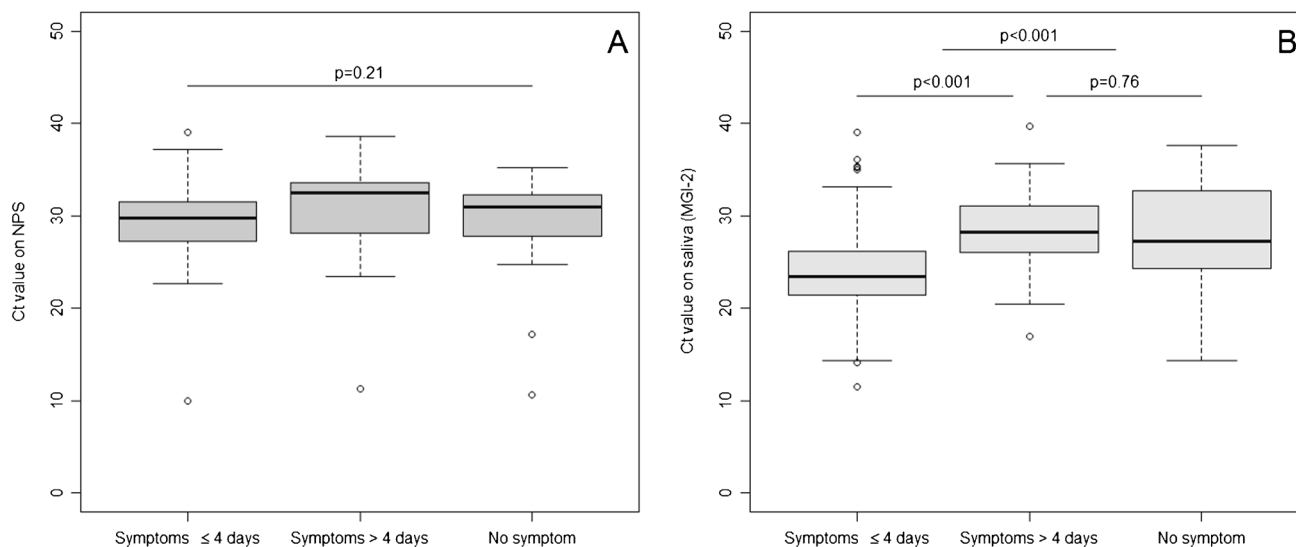 A
p=0.21
Ct value on NPS
50
40
30
20
10
0
Symptoms ≤ 4 days
Symptoms > 4 days
No symptom
B
p<0.001
p<0.001
p=0.76
Ct value on saliva (MGI-2)
50
40
30
20
10
0
Symptoms ≤ 4 days
Symptoms > 4 days
No symptom